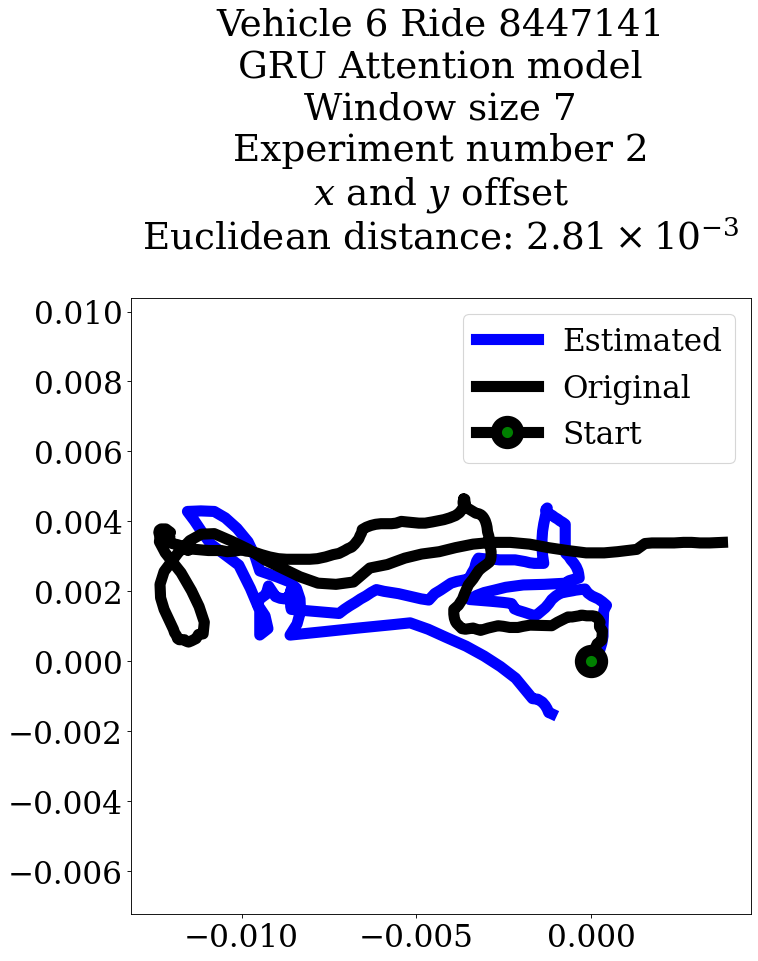 Vehicle 6 Ride 8447141
GRU Attention model
Window size 7
Experiment number 2
x and y offset
Euclidean distance: 2.81 × 10⁻³
Estimated
Original
Start
0.010
0.008
0.006
0.004
0.002
0.000
−0.002
−0.004
−0.006
−0.010
−0.005
0.000